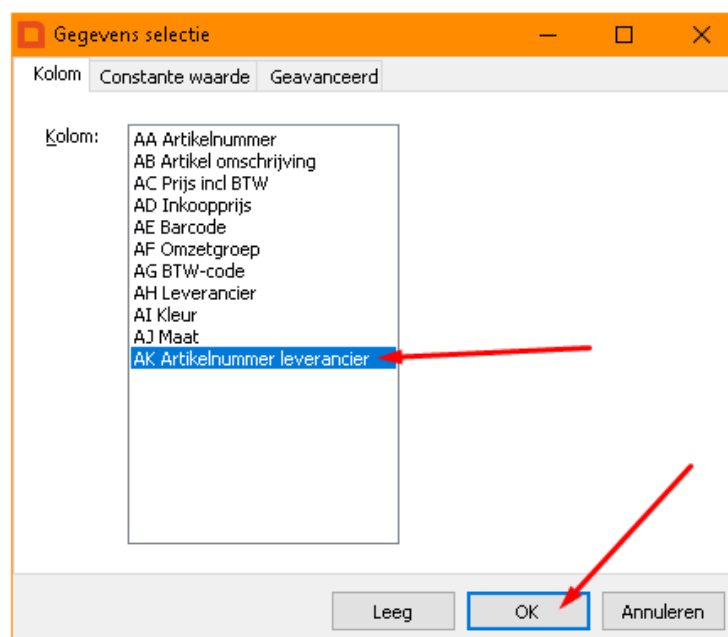 Gegevens selectie
Kolom Constante waarde Geavanceerd
Kolom:
AA Artikelnummer
AB Artikel omschrijving
AC Prijs incl BTW
AD Inkoopprijs
AE Barcode
AF Omzetgroep
AG BTW-code
AH Leverancier
AI Kleur
AJ Maat
AK Artikelnummer leverancier
Leeg OK Annuleren